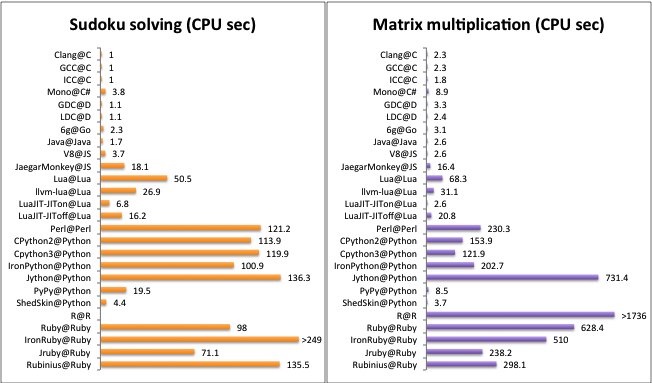 Sudoku solving (CPU sec)
Clang@C 1
GCC@C 1
ICC@C 1
Mono@C# 3.8
GDC@D 1.1
LDC@D 1.1
6g@Go 2.3
Java@Java 1.7
V8@JS 3.7
JaegarMonkey@JS 18.1
Lua@Lua 50.5
llvm-lua@Lua 26.9
LuaJIT-JITon@Lua 6.8
LuaJIT-JIToff@Lua 16.2
Perl@Perl 121.2
CPython2@Python 113.9
Cpython3@Python 119.9
IronPython@Python 100.9
Jython@Python 136.3
PyPy@Python 19.5
ShedSkin@Python 4.4
R@R
Ruby@Ruby 98
IronRuby@Ruby >249
Jruby@Ruby 71.1
Rubinius@Ruby 135.5
Matrix multiplication (CPU sec)
Clang@C 2.3
GCC@C 2.3
ICC@C 1.8
Mono@C# 8.9
GDC@D 3.3
LDC@D 2.4
6g@Go 3.1
Java@Java 2.6
V8@JS 2.6
JaegarMonkey@JS 16.4
Lua@Lua 68.3
llvm-lua@Lua 31.1
LuaJIT-JITon@Lua 2.6
LuaJIT-JIToff@Lua 20.8
Perl@Perl 230.3
CPython2@Python 153.9
Cpython3@Python 121.9
IronPython@Python 202.7
Jython@Python 731.4
PyPy@Python 8.5
ShedSkin@Python 3.7
R@R >1736
Ruby@Ruby 628.4
IronRuby@Ruby 510
Jruby@Ruby 238.2
Rubinius@Ruby 298.1